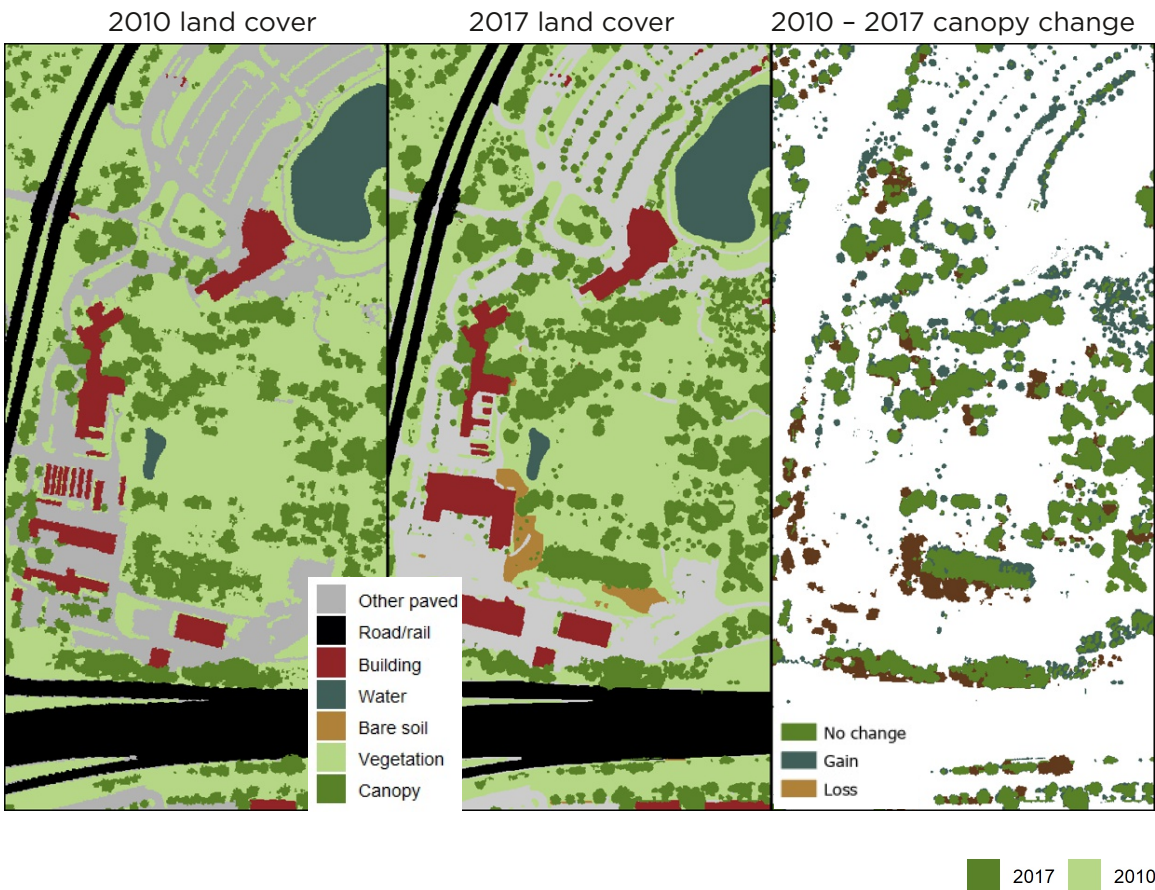 2010 land cover
2017 land cover
2010 – 2017 canopy change
Other paved
Road/rail
Building
Water
Bare soil
Vegetation
Canopy
No change
Gain
Loss
2017
2010